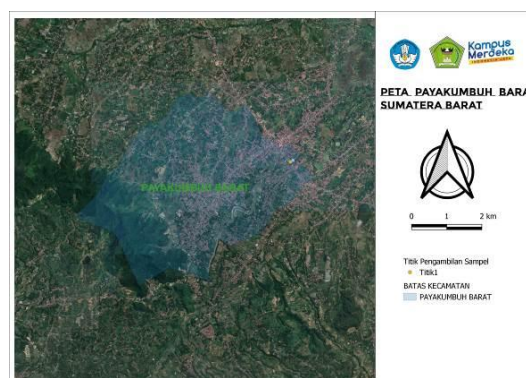 Kampus
Merdeka
PETA PAYAKUMBUH BARA
SUMATERA BARAT
PAYAKUMBUH BARAT
0 1 2 km
Titik Pengambilan Sampel
Titik1
BATAS KECAMATAN
PAYAKUMBUH BARAT